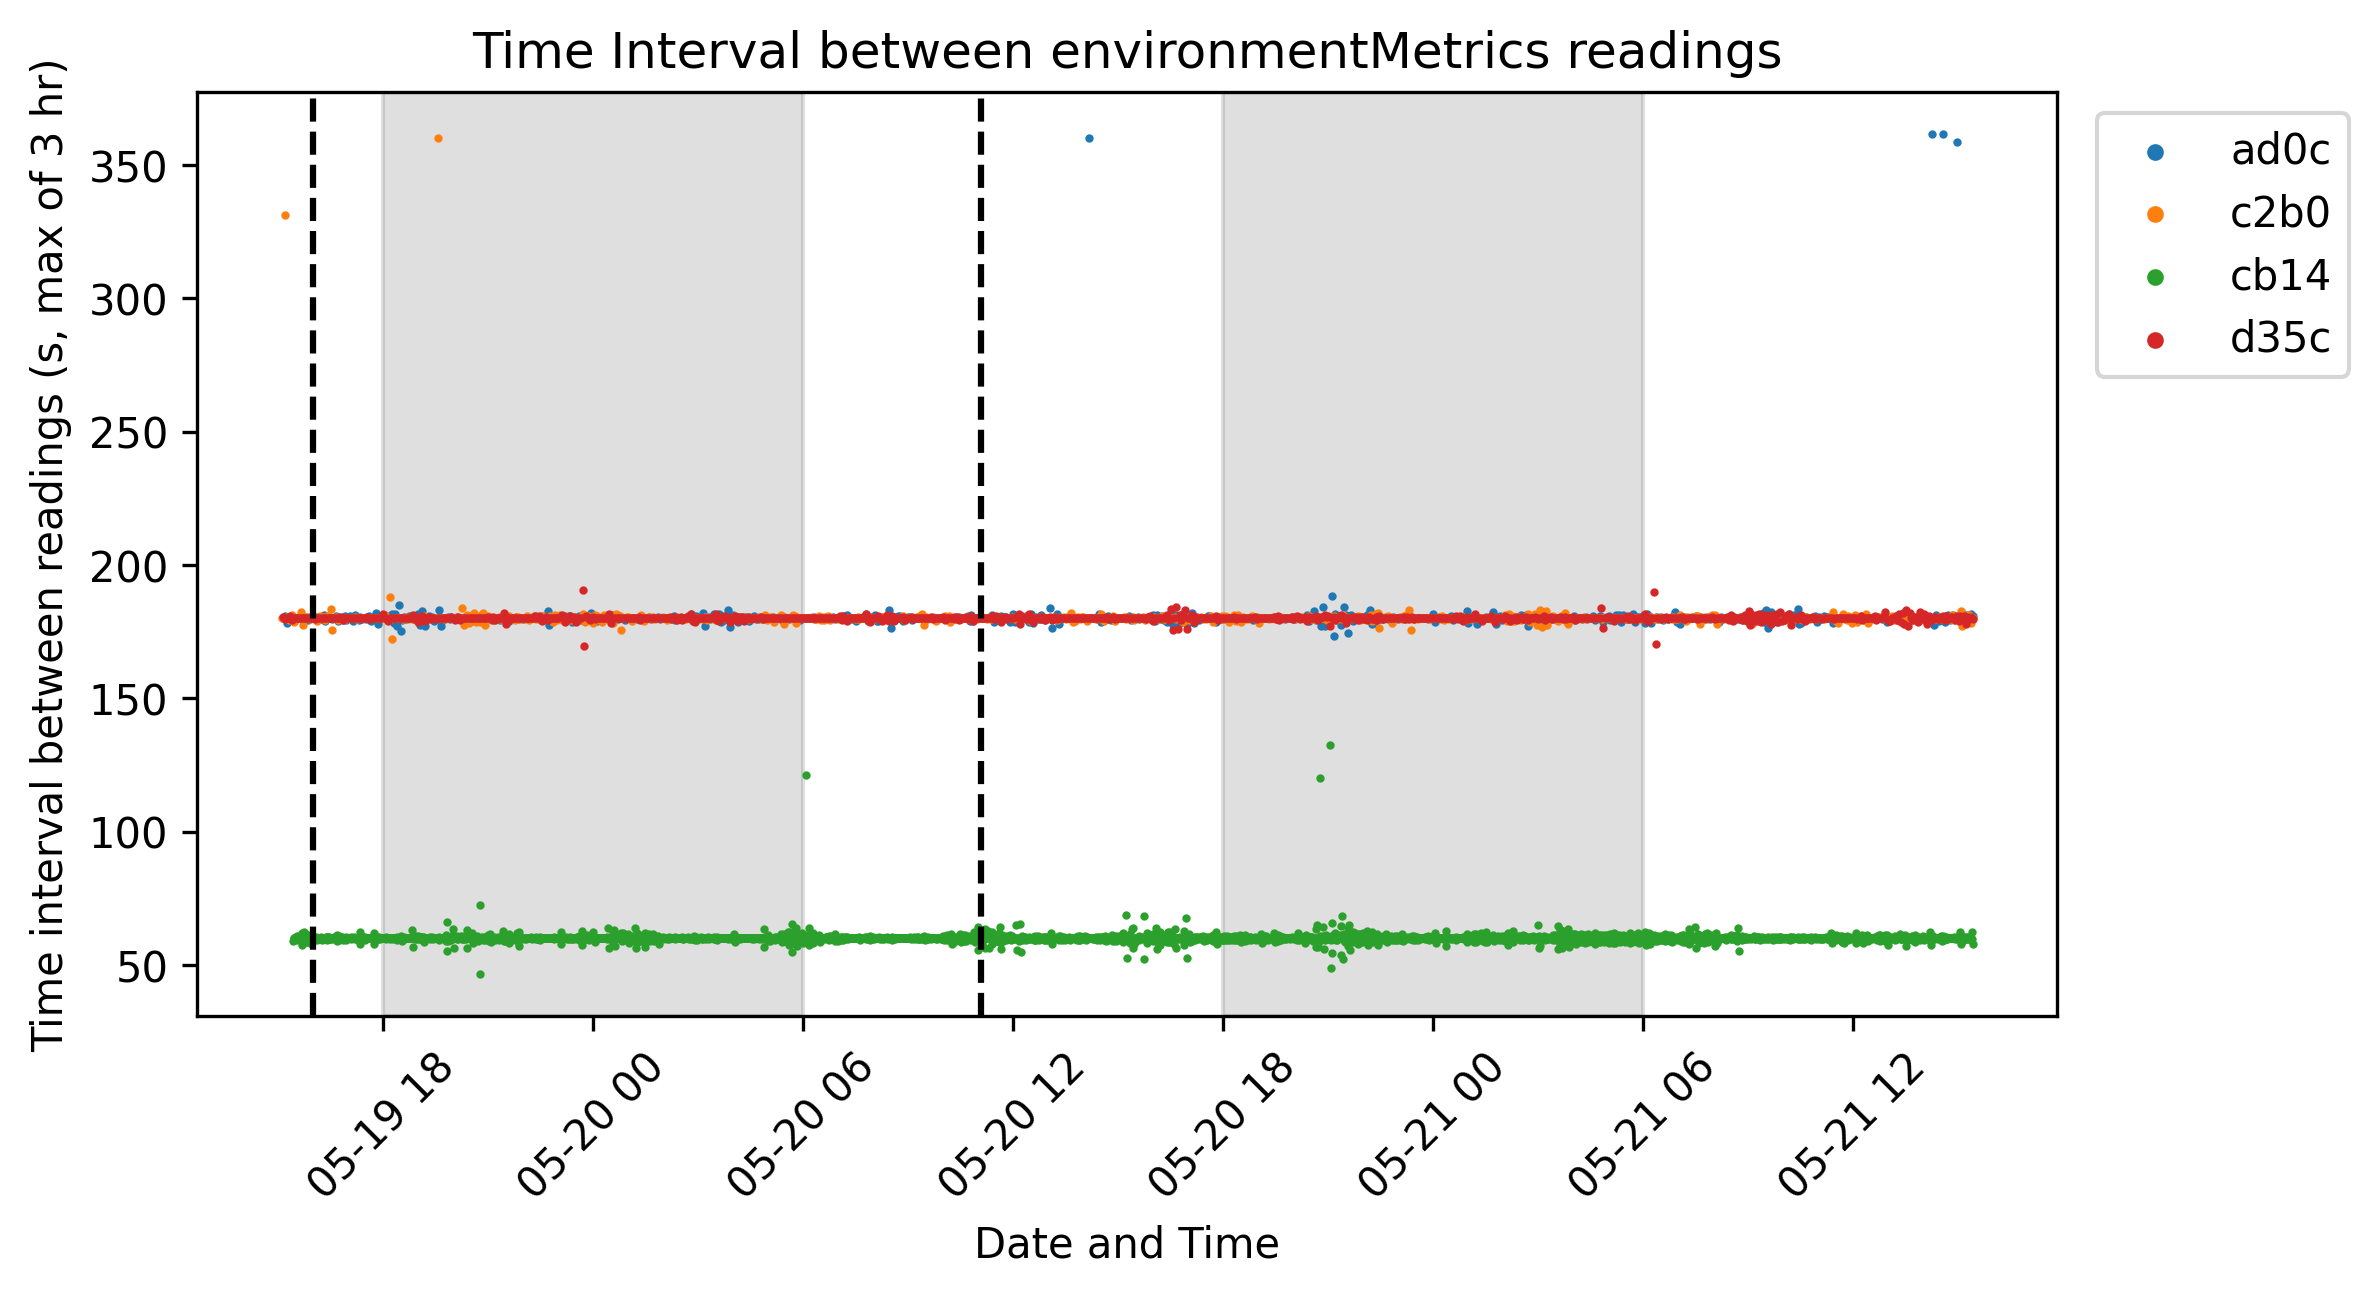 Time Interval between environmentMetrics readings
Time interval between readings (s, max of 3 hr)
350
300
250
200
150
100
50
05-19 18
05-20 00
05-20 06
05-20 12
05-20 18
05-21 00
05-21 06
05-21 12
Date and Time
ad0c
c2b0
cb14
d35c